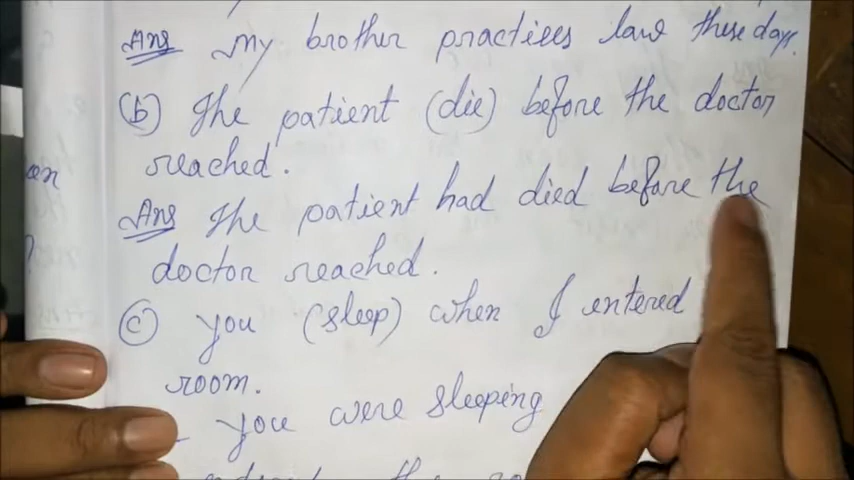 Ans My brother practises law these days.
(b) The patient (die) before the doctor
reached.
Ans The patient had died before the
doctor reached.
(c) You (sleep) when I entered
room.
You were sleeping
the